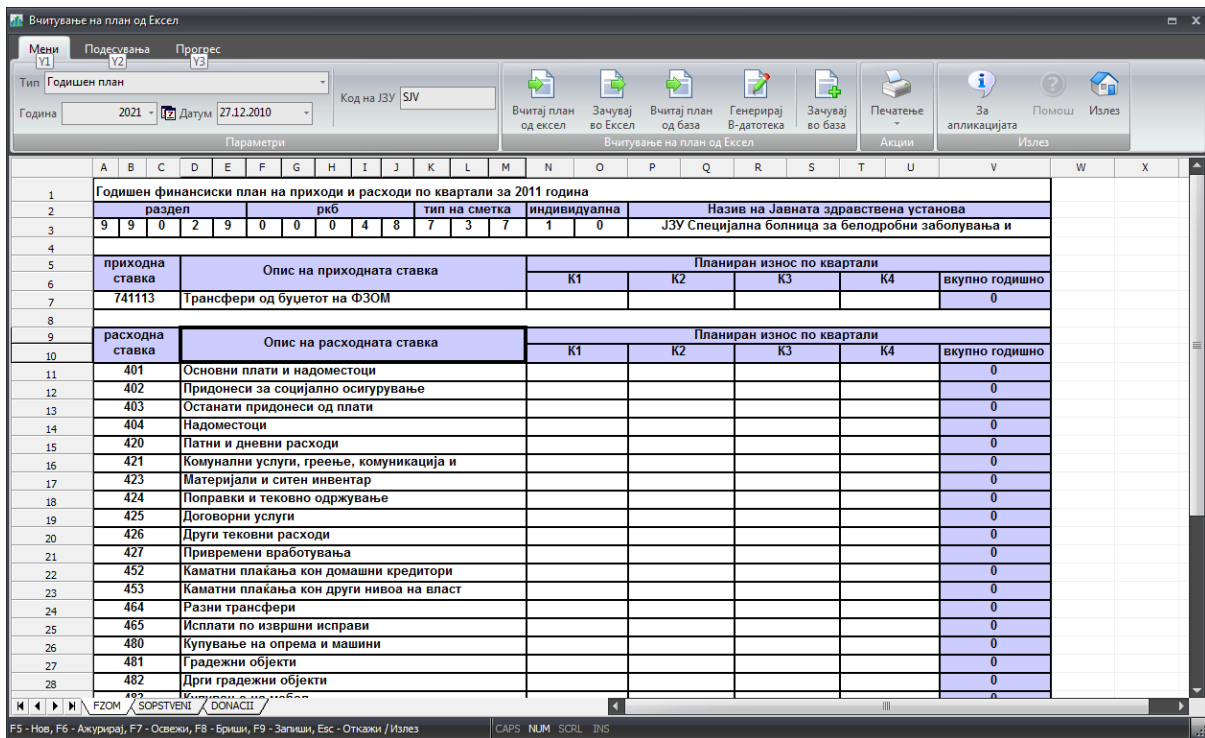 Вчитување на план од Ексел
Мени Подесувања Прогрес
Y1 Y2 Y3
Тип Годишен план
Код на ЈЗУ SJV
Година 2021 Датум 27.12.2010
Параметри
Вчитај план од ексел
Зачувај во Ексел
Вчитај план од база
Генерирај В-датотека
Зачувај во база
Вчитување на план од Ексел
Печатење
Акции
За апликацијата
Помош
Излез
Излез
A B C D E F G H I J K L M N O P Q R S T U V W X
1 Годишен финансиски план на приходи и расходи по квартали за 2011 година
2 раздел ркб тип на сметка индивидуална Назив на Јавната здравствена установа
3 9 9 0 2 9 0 0 0 4 8 7 3 7 1 0 ЈЗУ Специјална болница за белодробни заболувања и
4
5 приходна ставка Опис на приходната ставка Планиран износ по квартали
6 К1 К2 К3 К4 вкупно годишно
7 741113 Трансфери од буџетот на ФЗОМ 0
8
9 расходна ставка Опис на расходната ставка Планиран износ по квартали
10 К1 К2 К3 К4 вкупно годишно
11 401 Основни плати и надоместоци 0
12 402 Придонеси за социјално осигурување 0
13 403 Останати придонеси од плати 0
14 404 Надоместоци 0
15 420 Патни и дневни расходи 0
16 421 Комунални услуги, греење, комуникација и 0
17 423 Материјали и ситен инвентар 0
18 424 Поправки и тековно одржување 0
19 425 Договорни услуги 0
20 426 Други тековни расходи 0
21 427 Привремени вработувања 0
22 452 Каматни плаќања кон домашни кредитори 0
23 453 Каматни плаќања кон други нивоа на власт 0
24 464 Разни трансфери 0
25 465 Исплати по извршни исправи 0
26 480 Купување на опрема и машини 0
27 481 Градежни објекти 0
28 482 Дрги градежни објекти 0
FZOM SOPSTVENI DONACII
F5 - Нов, F6 - Ажурирај, F7 - Освежи, F8 - Бриши, F9 - Запиши, Esc - Откажи / Излез CAPS NUM SCRL INS